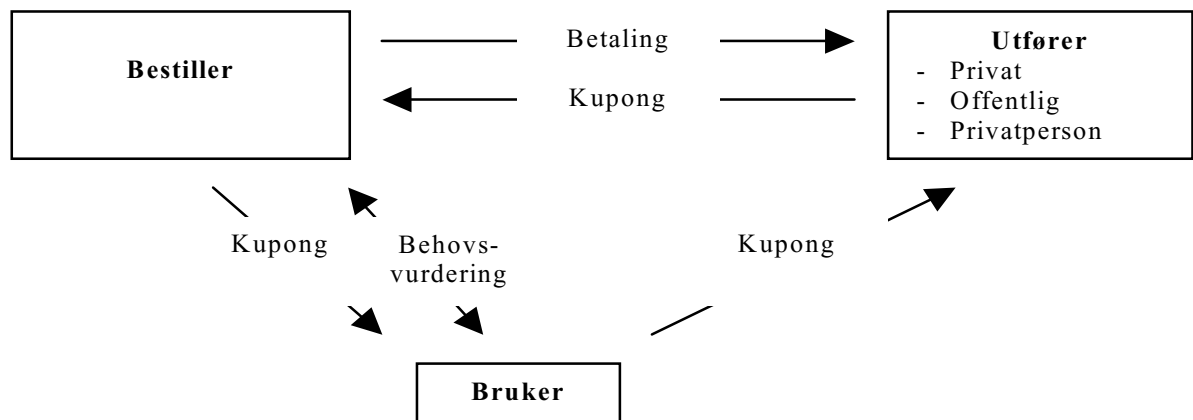 Bestiller
Betaling
Kupong
Utfører
- Privat
- Offentlig
- Privatperson
Kupong
Behovs-
vurdering
Kupong
Bruker